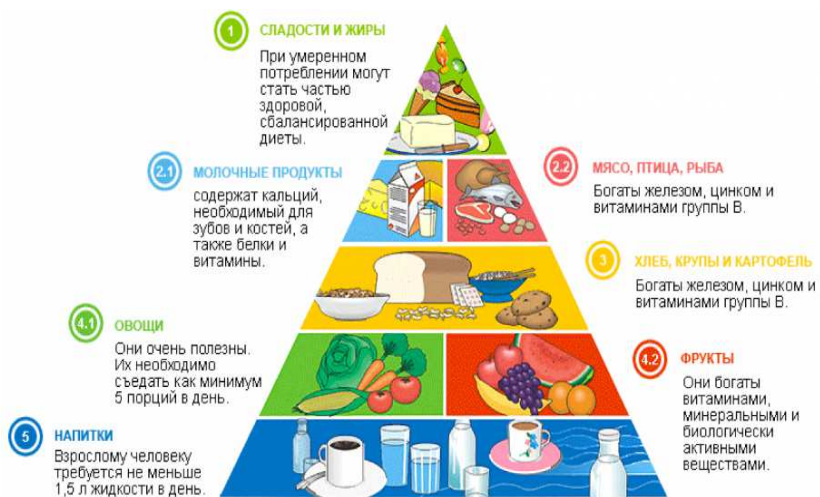 1 СЛАДОСТИ И ЖИРЫ
При умеренном
потреблении могут
стать частью
здоровой,
сбалансированной
диеты.
2.1 МОЛОЧНЫЕ ПРОДУКТЫ
содержат кальций,
необходимый для
зубов и костей, а
также белки и
витамины.
2.2 МЯСО, ПТИЦА, РЫБА
Богаты железом, цинком и
витаминами группы В.
3 ХЛЕБ, КРУПЫ И КАРТОФЕЛЬ
Богаты железом, цинком и
витаминами группы В.
4.1 ОВОЩИ
Они очень полезны.
Их необходимо
съедать как минимум
5 порций в день.
4.2 ФРУКТЫ
Они богаты
витаминами,
минеральными и
биологически
активными
веществами.
5 НАПИТКИ
Взрослому человеку
требуется не меньше
1,5 л жидкости в день.